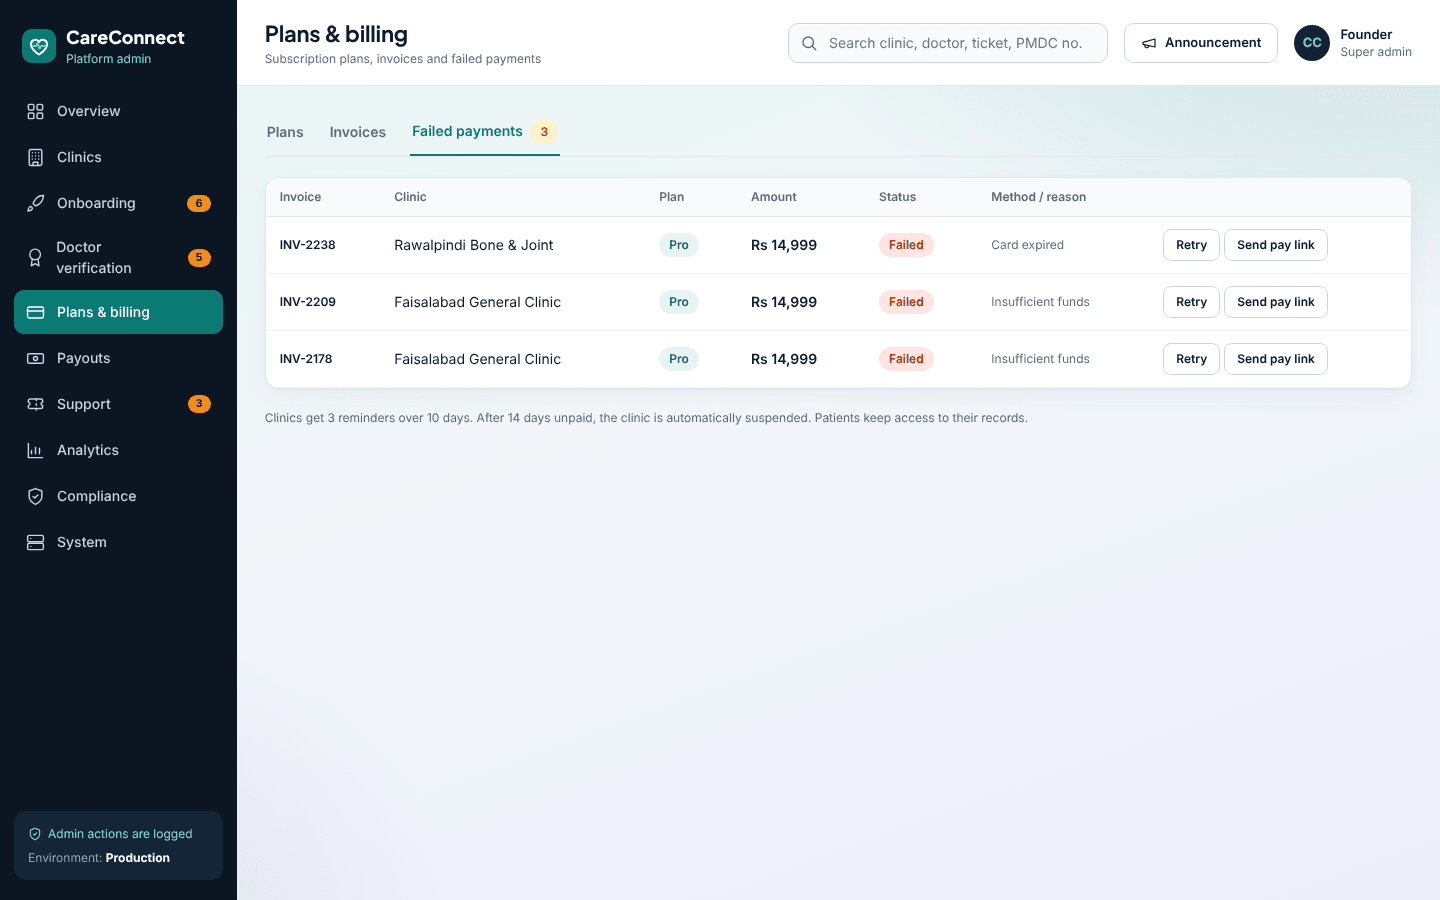 CareConnect
Platform admin
Overview
Clinics
Onboarding 6
Doctor
verification 5
Plans & billing
Payouts
Support 3
Analytics
Compliance
System
Admin actions are logged
Environment: Production
Plans & billing
Subscription plans, invoices and failed payments
Search clinic, doctor, ticket, PMDC no.
Announcement
CC
Founder
Super admin
Plans Invoices Failed payments 3
Invoice Clinic Plan Amount Status Method / reason
INV-2238 Rawalpindi Bone & Joint Pro Rs 14,999 Failed Card expired Retry Send pay link
INV-2209 Faisalabad General Clinic Pro Rs 14,999 Failed Insufficient funds Retry Send pay link
INV-2178 Faisalabad General Clinic Pro Rs 14,999 Failed Insufficient funds Retry Send pay link
Clinics get 3 reminders over 10 days. After 14 days unpaid, the clinic is automatically suspended. Patients keep access to their records.